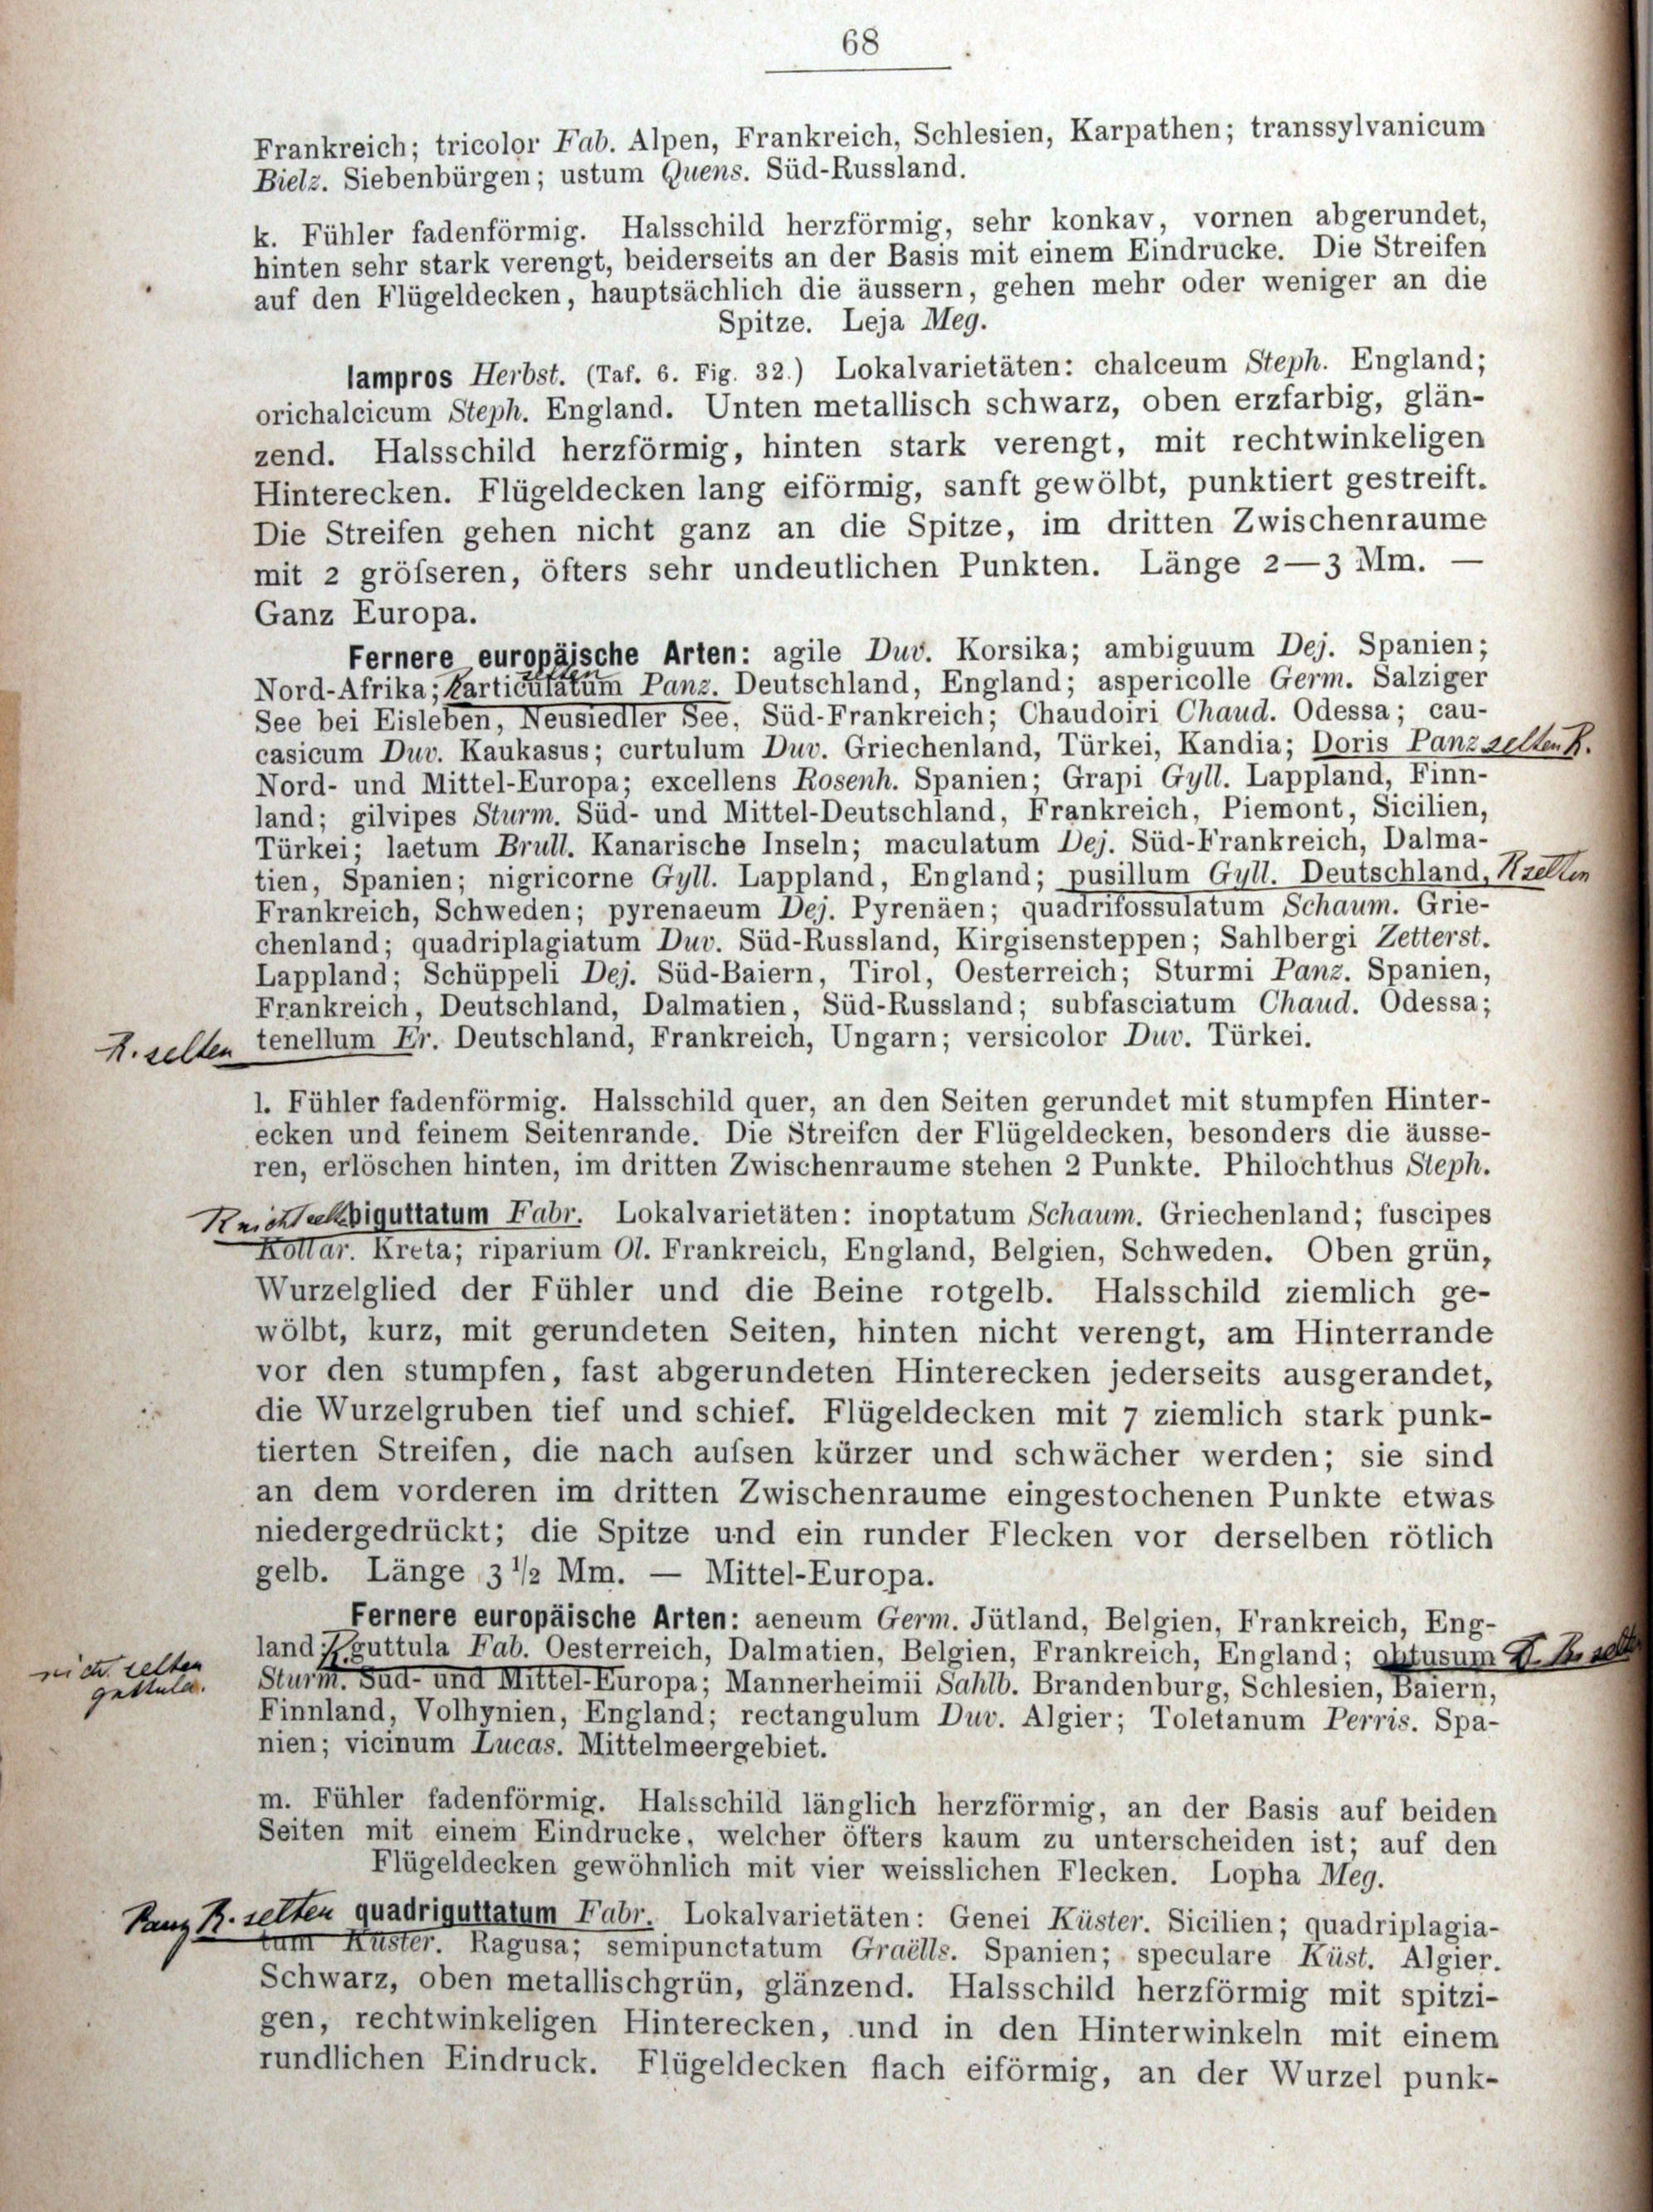 68
Frankreich; tricolor Fab. Alpen, Frankreich, Schlesien, Karpathen; transsylvanicum
Bielz. Siebenbürgen; ustum Quens. Süd-Russland.
k. Fühler fadenförmig. Halsschild herzförmig, sehr konkav, vornen abgerundet,
hinten sehr stark verengt, beiderseits an der Basis mit einem Eindrucke. Die Streifen
auf den Flügeldecken, hauptsächlich die äussern, gehen mehr oder weniger an die
Spitze. Leja Meg.
lampros Herbst. (Taf. 6. Fig. 32.) Lokalvarietäten: chalceum Steph. England;
orichalcicum Steph. England. Unten metallisch schwarz, oben erzfarbig, glän-
zend. Halsschild herzförmig, hinten stark verengt, mit rechtwinkeligen
Hinterecken. Flügeldecken lang eiförmig, sanft gewölbt, punktiert gestreift.
Die Streifen gehen nicht ganz an die Spitze, im dritten Zwischenraume
mit 2 gröſseren, öfters sehr undeutlichen Punkten. Länge 2—3 Mm. —
Ganz Europa.
Fernere europäische Arten: agile Duv. Korsika; ambiguum Dej. Spanien;
Nord-Afrika; articulatum Panz. Deutschland, England; aspericolle Germ. Salziger
See bei Eisleben, Neusiedler See, Süd-Frankreich; Chaudoiri Chaud. Odessa; cau-
casicum Duv. Kaukasus; curtulum Duv. Griechenland, Türkei, Kandia; Doris Panz selten R.
Nord- und Mittel-Europa; excellens Rosenh. Spanien; Grapi Gyll. Lappland, Finn-
land; gilvipes Sturm. Süd- und Mittel-Deutschland, Frankreich, Piemont, Sicilien,
Türkei; laetum Brull. Kanarische Inseln; maculatum Dej. Süd-Frankreich, Dalma-
tien, Spanien; nigricorne Gyll. Lappland, England; pusillum Gyll. Deutschland, R selten
Frankreich, Schweden; pyrenaeum Dej. Pyrenäen; quadrifossulatum Schaum. Grie-
chenland; quadriplagiatum Duv. Süd-Russland, Kirgisensteppen; Sahlbergi Zetterst.
Lappland; Schüppeli Dej. Süd-Baiern, Tirol, Oesterreich; Sturmi Panz. Spanien,
Frankreich, Deutschland, Dalmatien, Süd-Russland; subfasciatum Chaud. Odessa;
R. selten tenellum Er. Deutschland, Frankreich, Ungarn; versicolor Duv. Türkei.
l. Fühler fadenförmig. Halsschild quer, an den Seiten gerundet mit stumpfen Hinter-
ecken und feinem Seitenrande. Die Streifen der Flügeldecken, besonders die äusse-
ren, erlöschen hinten, im dritten Zwischenraume stehen 2 Punkte. Philochthus Steph.
R nicht selt. biguttatum Fabr. Lokalvarietäten: inoptatum Schaum. Griechenland; fuscipes
Kollar. Kreta; riparium Ol. Frankreich, England, Belgien, Schweden. Oben grün,
Wurzelglied der Fühler und die Beine rotgelb. Halsschild ziemlich ge-
wölbt, kurz, mit gerundeten Seiten, hinten nicht verengt, am Hinterrande
vor den stumpfen, fast abgerundeten Hinterecken jederseits ausgerandet,
die Wurzelgruben tief und schief. Flügeldecken mit 7 ziemlich stark punk-
tierten Streifen, die nach auſsen kürzer und schwächer werden; sie sind
an dem vorderen im dritten Zwischenraume eingestochenen Punkte etwas
niedergedrückt; die Spitze und ein runder Flecken vor derselben rötlich
gelb. Länge 3 1/2 Mm. — Mittel-Europa.
Fernere europäische Arten: aeneum Germ. Jütland, Belgien, Frankreich, Eng-
land; R. guttula Fab. Oesterreich, Dalmatien, Belgien, Frankreich, England; obtusum
nich. selten
guttula.
Sturm. Süd- und Mittel-Europa; Mannerheimii Sahlb. Brandenburg, Schlesien, Baiern,
Finnland, Volhynien, England; rectangulum Duv. Algier; Toletanum Perris. Spa-
nien; vicinum Lucas. Mittelmeergebiet.
m. Fühler fadenförmig. Halsschild länglich herzförmig, an der Basis auf beiden
Seiten mit einem Eindrucke, welcher öfters kaum zu unterscheiden ist; auf den
Flügeldecken gewöhnlich mit vier weisslichen Flecken. Lopha Meg.
R. selten quadriguttatum Fabr. Lokalvarietäten: Genei Küster. Sicilien; quadriplagia-
tum Küster. Ragusa; semipunctatum Graëlls. Spanien; speculare Küst. Algier.
Schwarz, oben metallischgrün, glänzend. Halsschild herzförmig mit spitzi-
gen, rechtwinkeligen Hinterecken, und in den Hinterwinkeln mit einem
rundlichen Eindruck. Flügeldecken flach eiförmig, an der Wurzel punk-